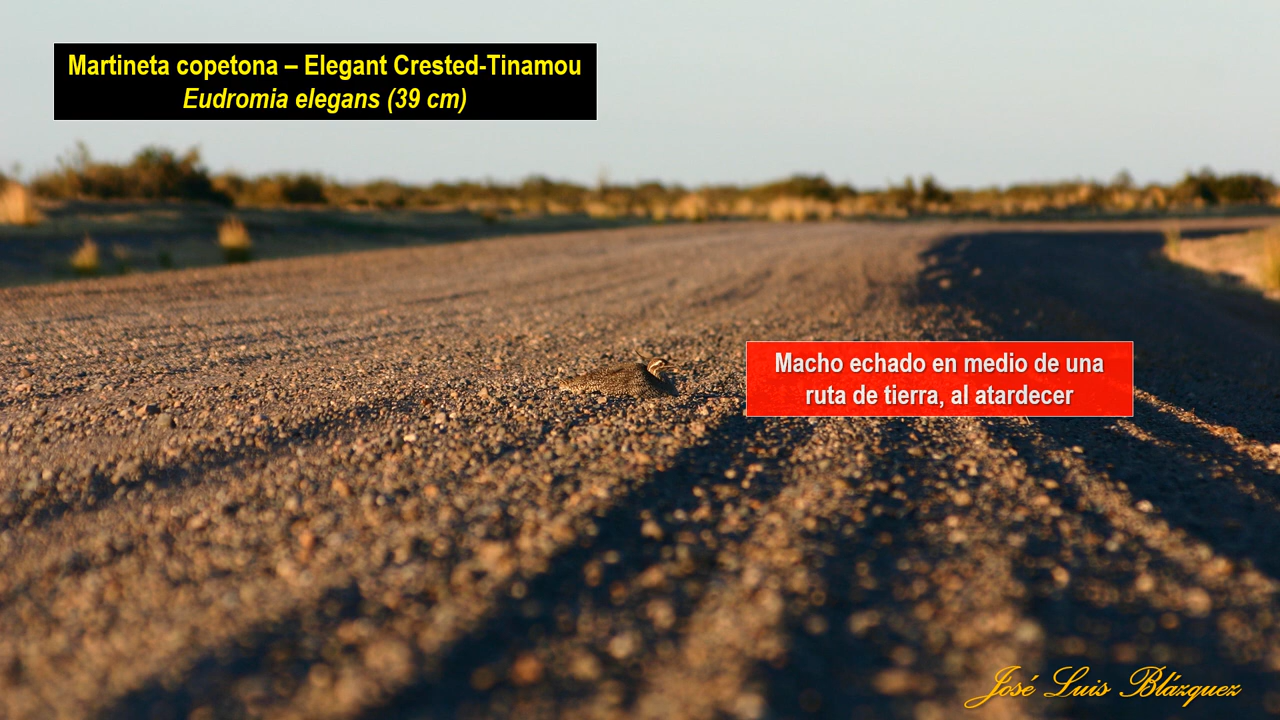 Martineta copetona – Elegant Crested-Tinamou
Eudromia elegans (39 cm)
Macho echado en medio de una
ruta de tierra, al atardecer
José Luis Blázquez